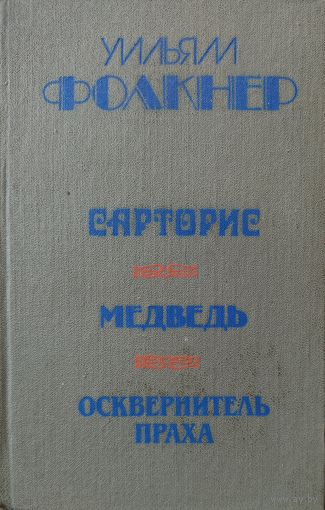 УИЛЬЯМ
ФОЛКНЕР
САРТОРИС
МЕДВЕДЬ
ОСКВЕРНИТЕЛЬ
ПРАХА